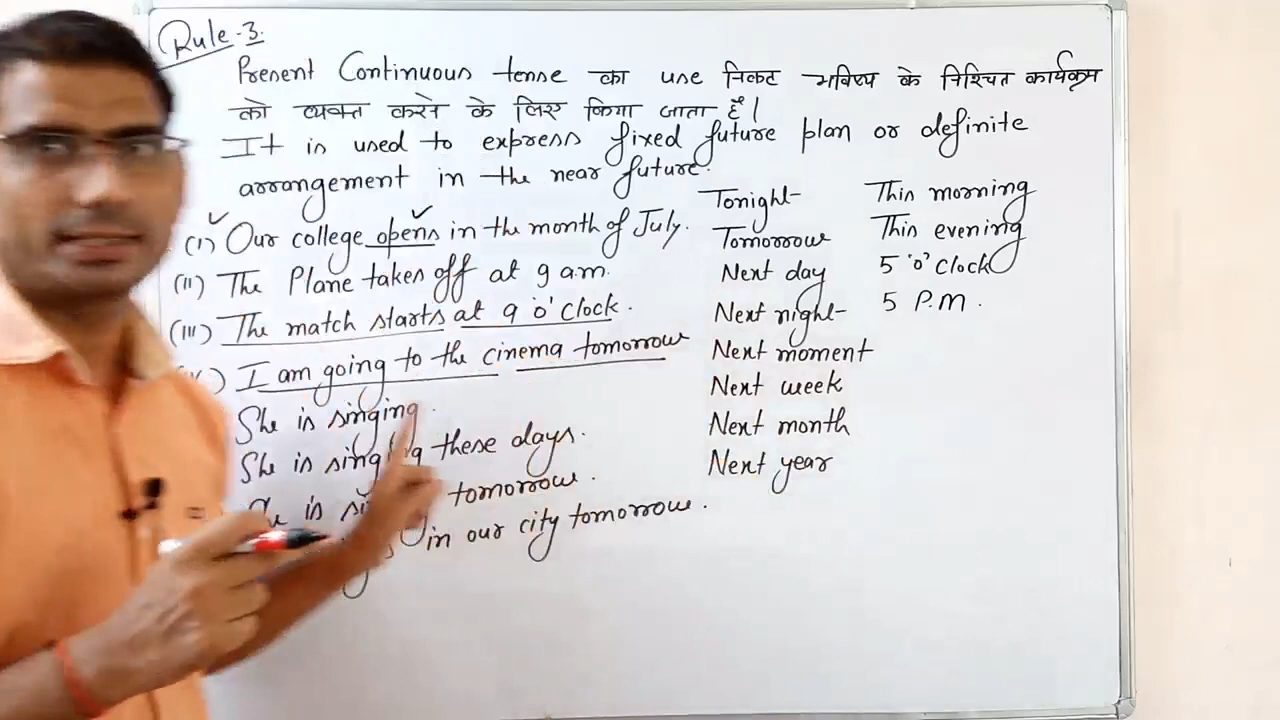 Rule-3.
Present Continuous tense का use निकट भविष्य के निश्चित कार्यक्रम
को व्यक्त करने के लिए किया जाता है।
It is used to express fixed future plan or definite
arrangement in the near future.
(i) Our college opens in the month of July.
(ii) The Plane takes off at 9 am.
(iii) The match starts at 9 'o' clock.
I am going to the cinema tomorrow
She is singing.
She is singing these days.
is tomorrow.
in our city tomorrow.
Tonight-
Tomorrow
Next day
Next night-
Next moment
Next week
Next month
Next year
This morning
This evening
5 'o' Clock
5 P.M.